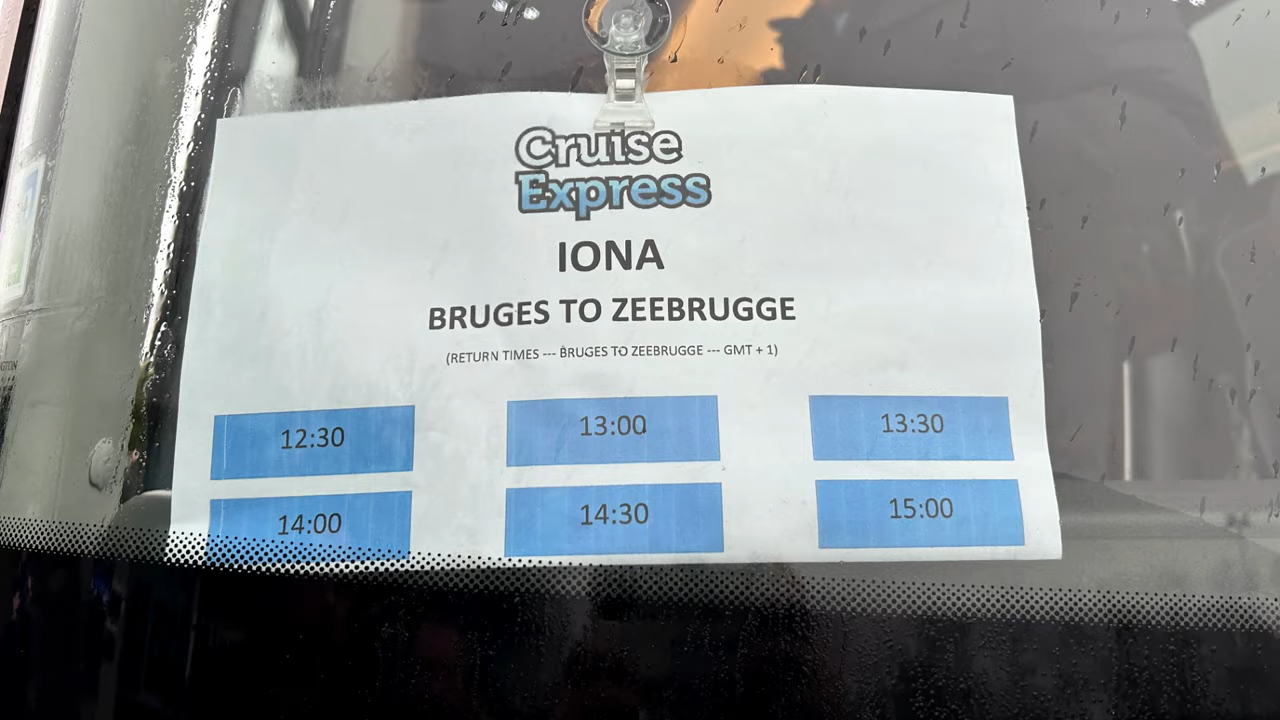 Cruise
Express
IONA
BRUGES TO ZEEBRUGGE
(RETURN TIMES --- BRUGES TO ZEEBRUGGE --- GMT + 1)
12:30 13:00 13:30
14:00 14:30 15:00